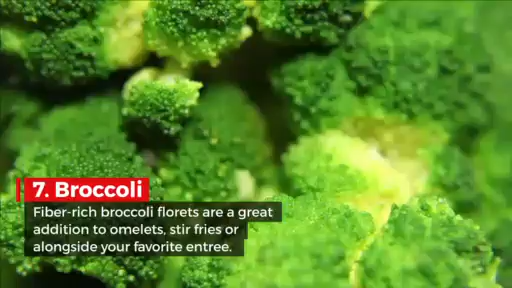 7. Broccoli
Fiber-rich broccoli florets are a great
addition to omelets, stir fries or
alongside your favorite entree.